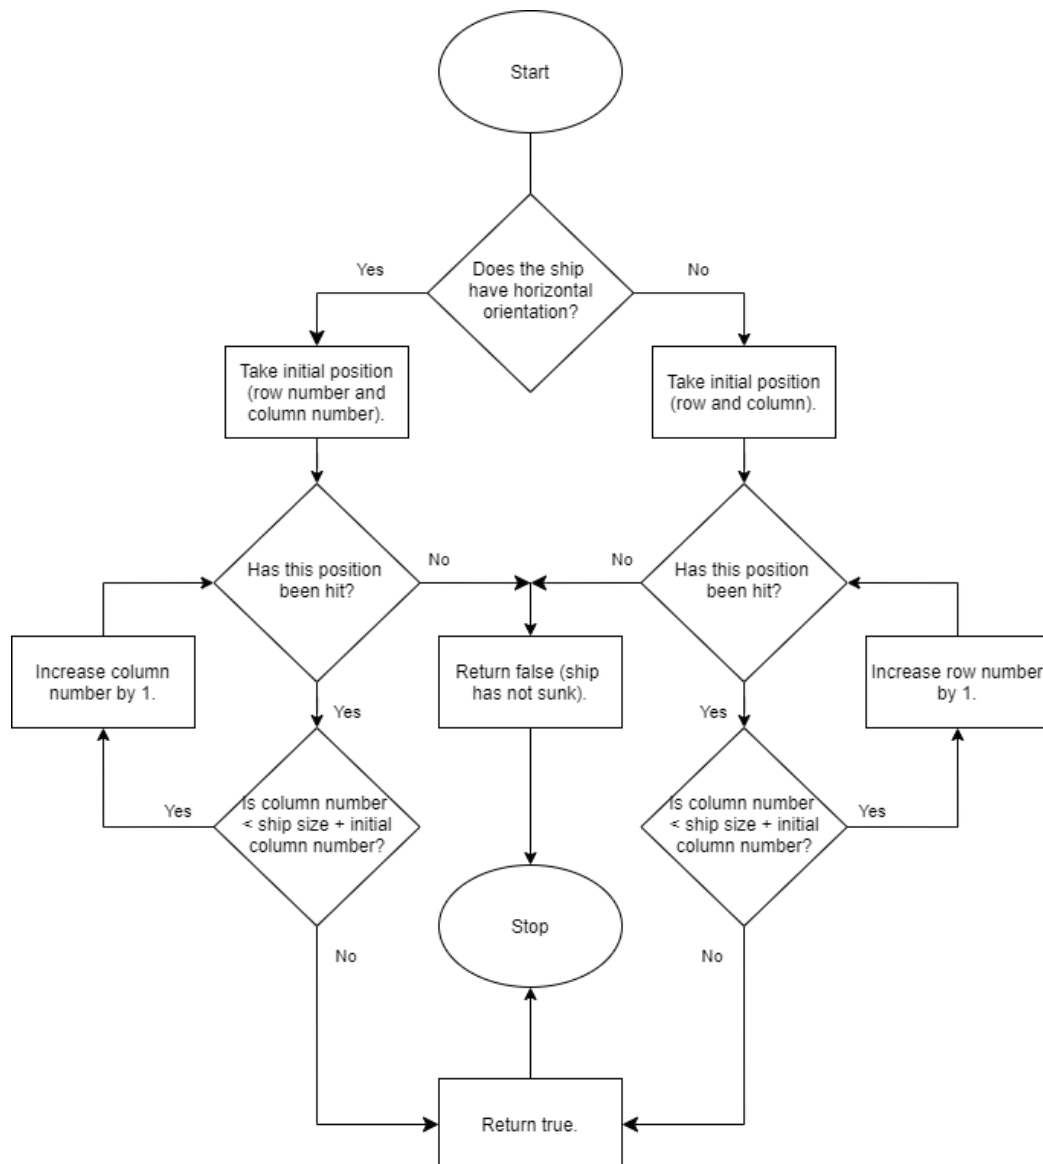 Start
Does the ship
have horizontal
orientation?
Yes
No
Take initial position
(row number and
column number).
Take initial position
(row and column).
Has this position
been hit?
No
No
Has this position
been hit?
Increase column
number by 1.
Return false (ship
has not sunk).
Increase row number
by 1.
Yes
Yes
Is column number
< ship size + initial
column number?
Yes
Is column number
< ship size + initial
column number?
Yes
Stop
No
No
Return true.